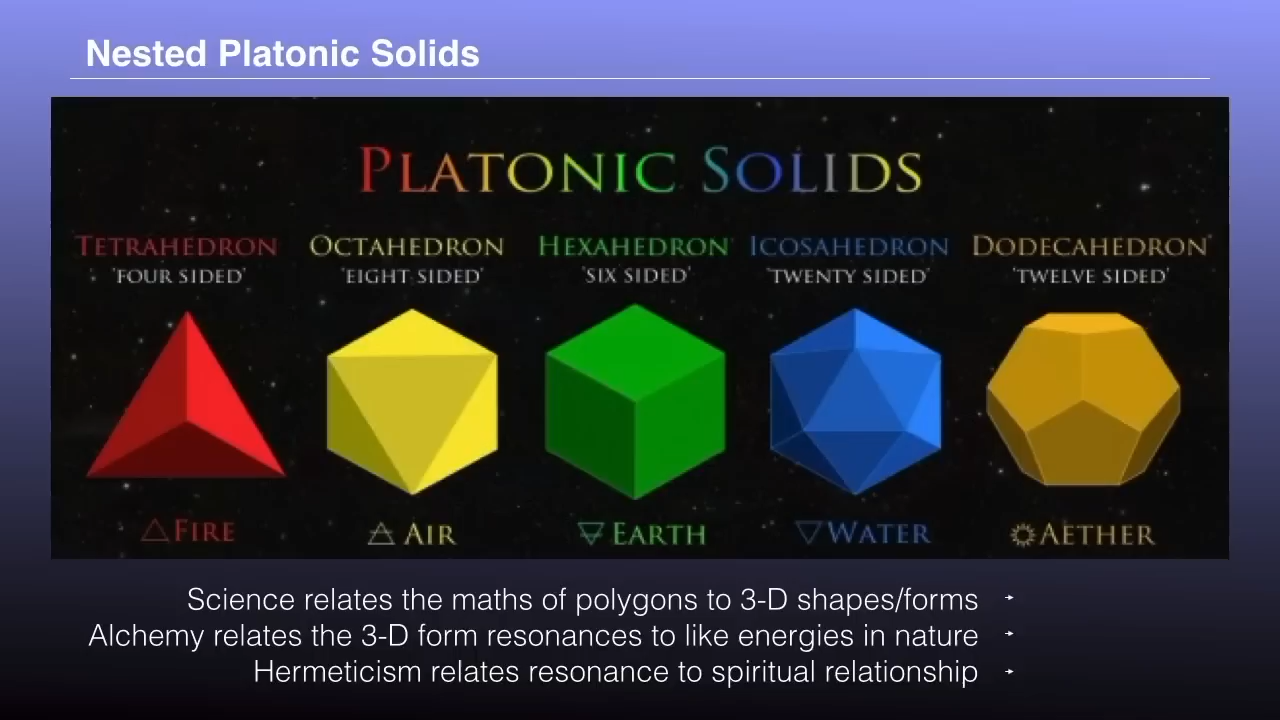 Nested Platonic Solids
PLATONIC SOLIDS
TETRAHEDRON OCTAHEDRON HEXAHEDRON ICOSAHEDRON DODECAHEDRON
'FOUR SIDED' 'EIGHT SIDED' 'SIX SIDED' 'TWENTY SIDED' 'TWELVE SIDED'
FIRE AIR EARTH WATER AETHER
Science relates the maths of polygons to 3-D shapes/forms
Alchemy relates the 3-D form resonances to like energies in nature
Hermeticism relates resonance to spiritual relationship